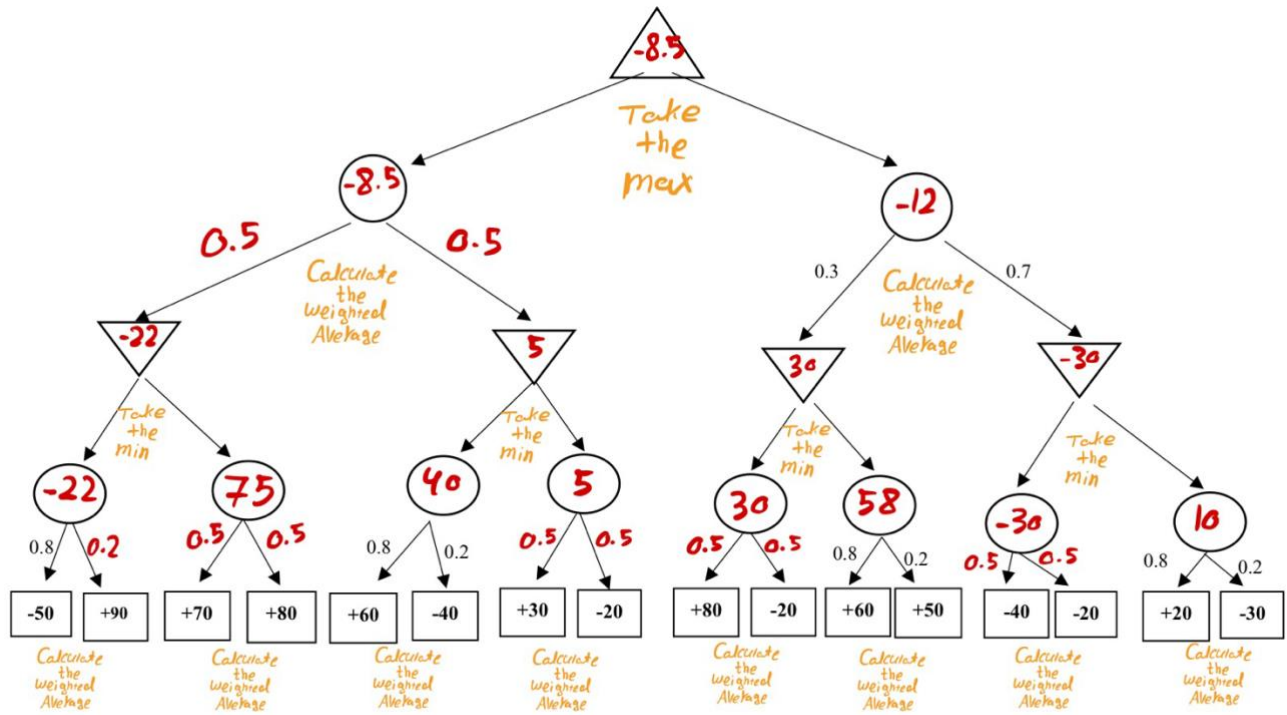 -8.5
Take
the
max
-8.5
-12
0.5
0.5
0.3
0.7
Calculate
the
weighted
Average
Calculate
the
weighted
Average
-22
5
30
-30
Take
the
min
Take
the
min
Take
the
min
Take
the
min
-22
75
40
5
30
58
-30
10
0.8
0.2
0.5
0.5
0.8
0.2
0.5
0.5
0.5
0.5
0.8
0.2
0.5
0.5
0.8
0.2
-50
+90
+70
+80
+60
-40
+30
-20
+80
-20
+60
+50
-40
-20
+20
-30
Calculate
the
weighted
Average
Calculate
the
weighted
Average
Calculate
the
weighted
Average
Calculate
the
weighted
Average
Calculate
the
weighted
Average
Calculate
the
weighted
Average
Calculate
the
weighted
Average
Calculate
the
weighted
Average